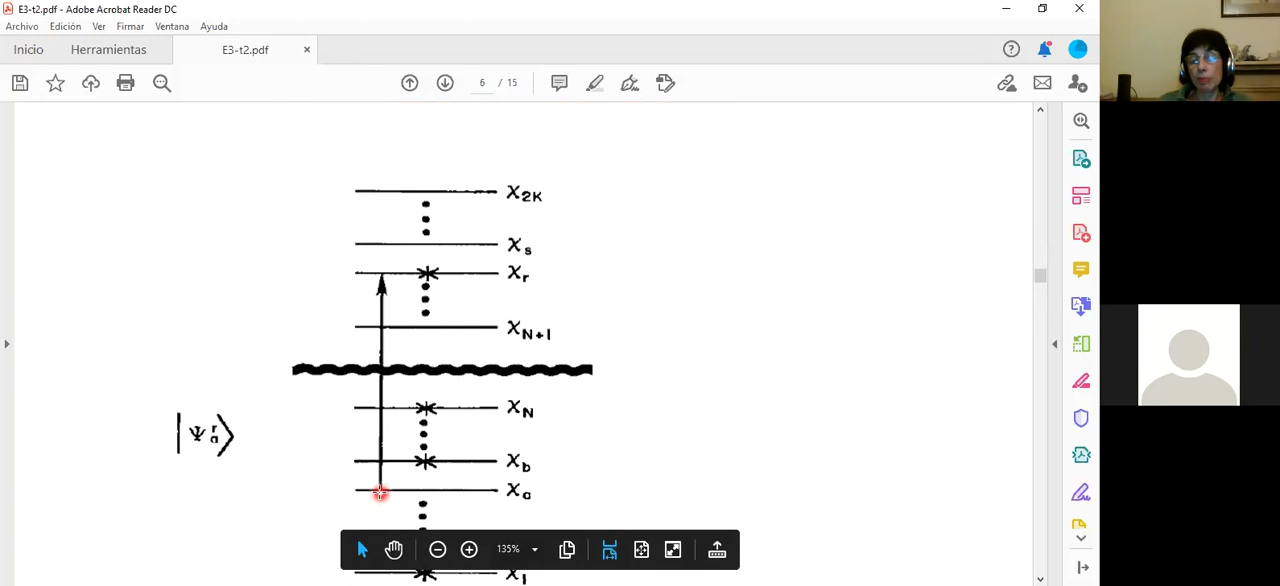 E3-t2.pdf - Adobe Acrobat Reader DC
Archivo Edición Ver Firmar Ventana Ayuda
Inicio Herramientas E3-t2.pdf ×
6 / 15
χ2K
χs
χr
χN+1
χN
|Ψ r a⟩
χb
χa
135%
χ1